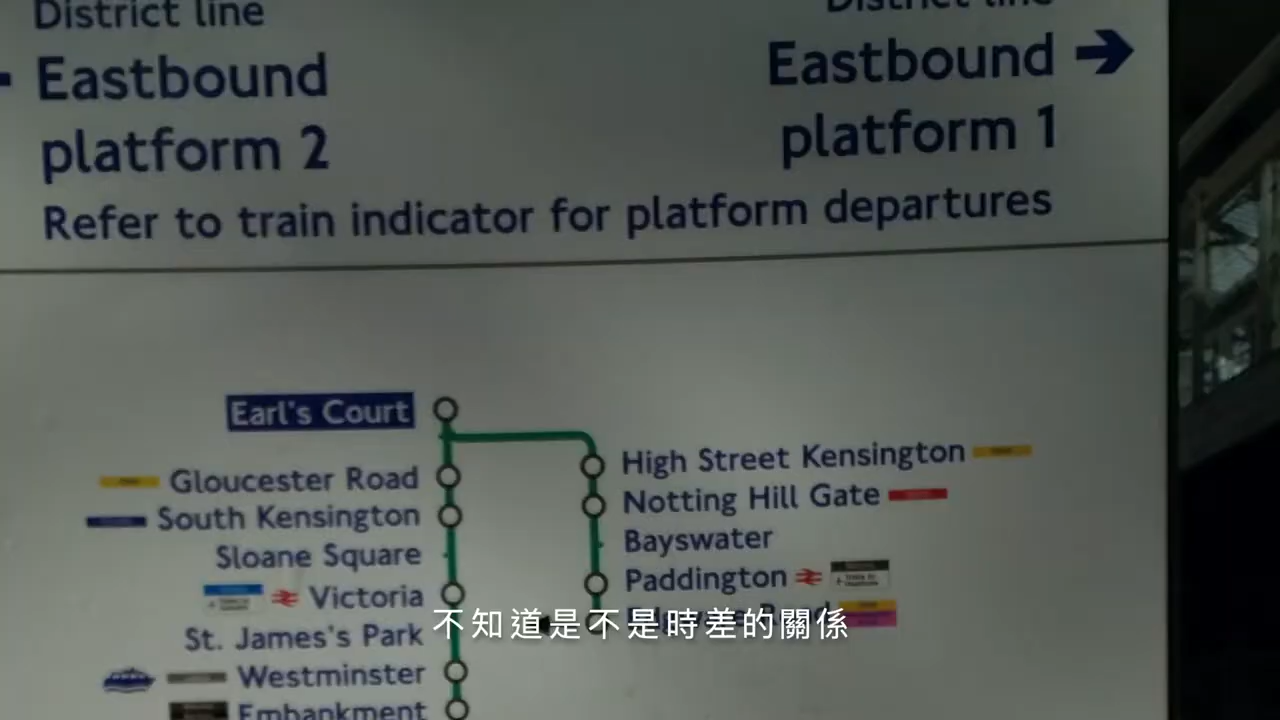 District line
Eastbound
platform 2
District line
Eastbound
platform 1
Refer to train indicator for platform departures
Earl's Court
Gloucester Road
South Kensington
Sloane Square
Victoria
St. James's Park
Westminster
Embankment
High Street Kensington
Notting Hill Gate
Bayswater
Paddington
不知道是不是時差的關係